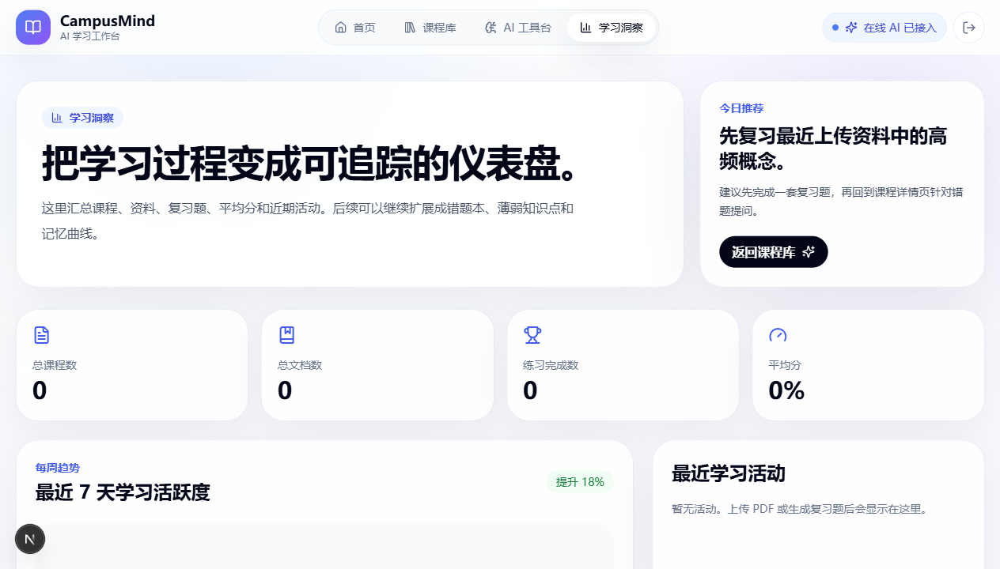 CampusMind
AI 学习工作台
首页
课程库
AI 工具台
学习洞察
在线 AI 已接入
学习洞察
把学习过程变成可追踪的仪表盘。
这里汇总课程、资料、复习题、平均分和近期活动。后续可以继续扩展成错题本、薄弱知识点和
记忆曲线。
今日推荐
先复习最近上传资料中的高
频概念。
建议先完成一套复习题，再回到课程详情页针对错
题提问。
返回课程库
总课程数
0
总文档数
0
练习完成数
0
平均分
0%
每周趋势
最近 7 天学习活跃度
提升 18%
最近学习活动
暂无活动。上传 PDF 或生成复习题后会显示在这里。
N